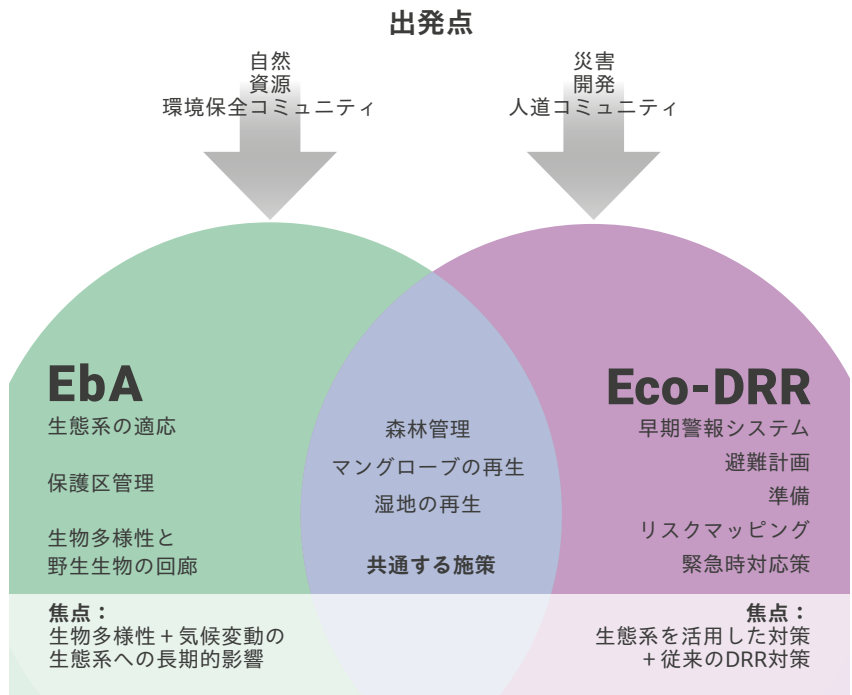 出発点
自然
資源
環境保全コミュニティ
災害
開発
人道コミュニティ
EbA
生態系の適応
保護区管理
生物多様性と
野生生物の回廊
森林管理
マングローブの再生
湿地の再生
共通する施策
Eco-DRR
早期警報システム
避難計画
準備
リスクマッピング
緊急時対応策
焦点：
生物多様性＋気候変動の
生態系への長期的影響
焦点：
生態系を活用した対策
＋従来のDRR対策